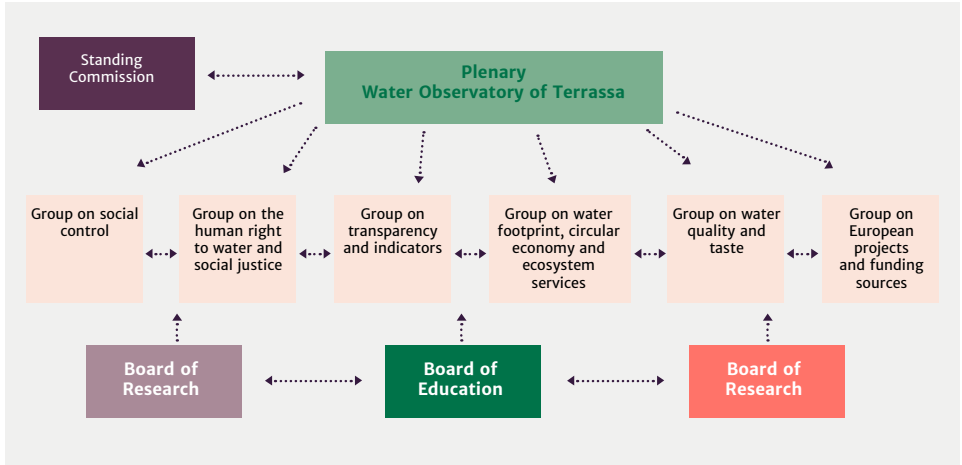 Standing
Commission
Plenary
Water Observatory of Terrassa
Group on social
control
Group on the
human right
to water and
social justice
Group on
transparency
and indicators
Group on water
footprint, circular
economy and
ecosystem
services
Group on water
quality and
taste
Group on
European
projects
and funding
sources
Board of
Research
Board of
Education
Board of
Research